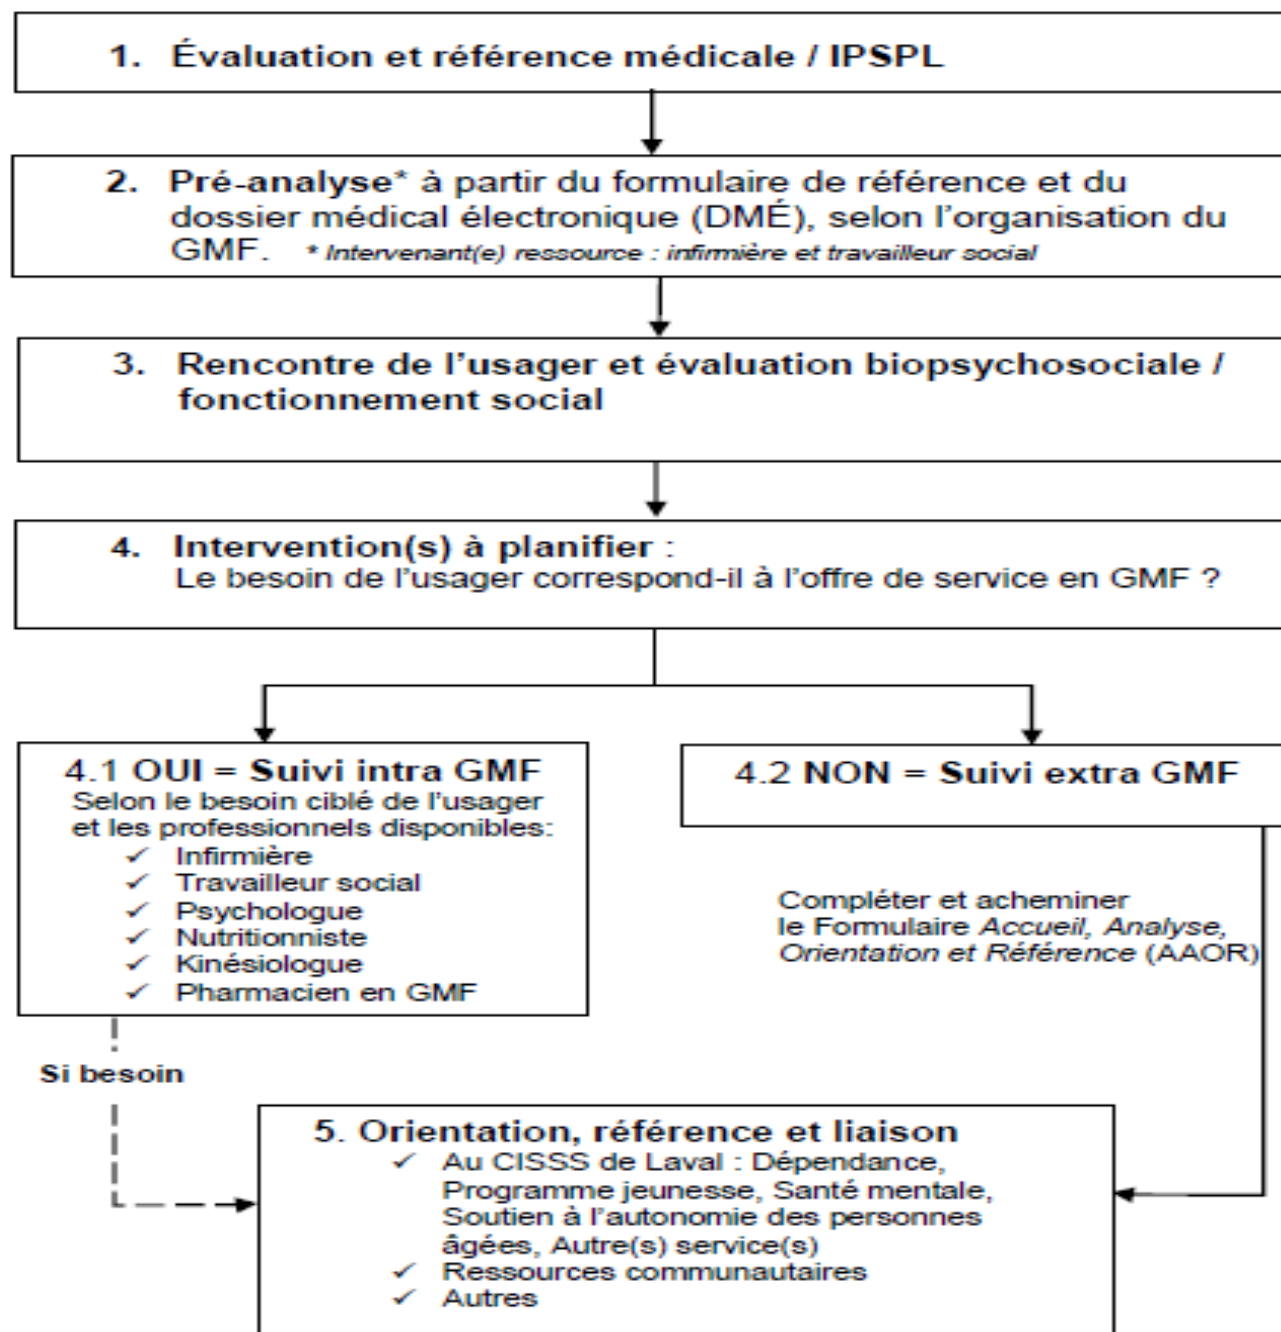 1. Évaluation et référence médicale / IPSPL
2. Pré-analyse* à partir du formulaire de référence et du
dossier médical électronique (DMÉ), selon l'organisation du
GMF. * Intervenant(e) ressource : infirmière et travailleur social
3. Rencontre de l'usager et évaluation biopsychosociale /
fonctionnement social
4. Intervention(s) à planifier :
Le besoin de l'usager correspond-il à l'offre de service en GMF ?
4.1 OUI = Suivi intra GMF
Selon le besoin ciblé de l'usager
et les professionnels disponibles:
✓ Infirmière
✓ Travailleur social
✓ Psychologue
✓ Nutritionniste
✓ Kinésiologue
✓ Pharmacien en GMF
4.2 NON = Suivi extra GMF
Compléter et acheminer
le Formulaire Accueil, Analyse,
Orientation et Référence (AAOR)
Si besoin
5. Orientation, référence et liaison
✓ Au CISSS de Laval : Dépendance,
Programme jeunesse, Santé mentale,
Soutien à l'autonomie des personnes
âgées, Autre(s) service(s)
✓ Ressources communautaires
✓ Autres